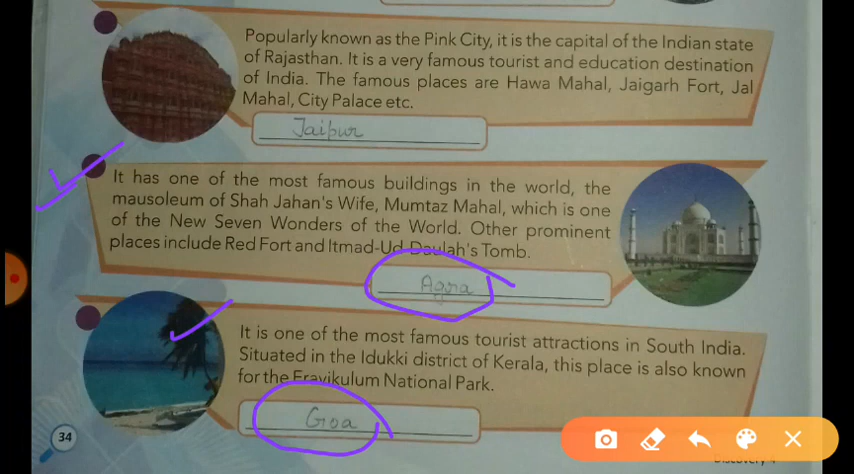 Popularly known as the Pink City, it is the capital of the Indian state
of Rajasthan. It is a very famous tourist and education destination
of India. The famous places are Hawa Mahal, Jaigarh Fort, Jal
Mahal, City Palace etc.
Jaipur
It has one of the most famous buildings in the world, the
mausoleum of Shah Jahan's Wife, Mumtaz Mahal, which is one
of the New Seven Wonders of the World. Other prominent
places include Red Fort and Itmad-Ud-Daulah's Tomb.
Agra
It is one of the most famous tourist attractions in South India.
Situated in the Idukki district of Kerala, this place is also known
for the Eravikulum National Park.
Goa
34